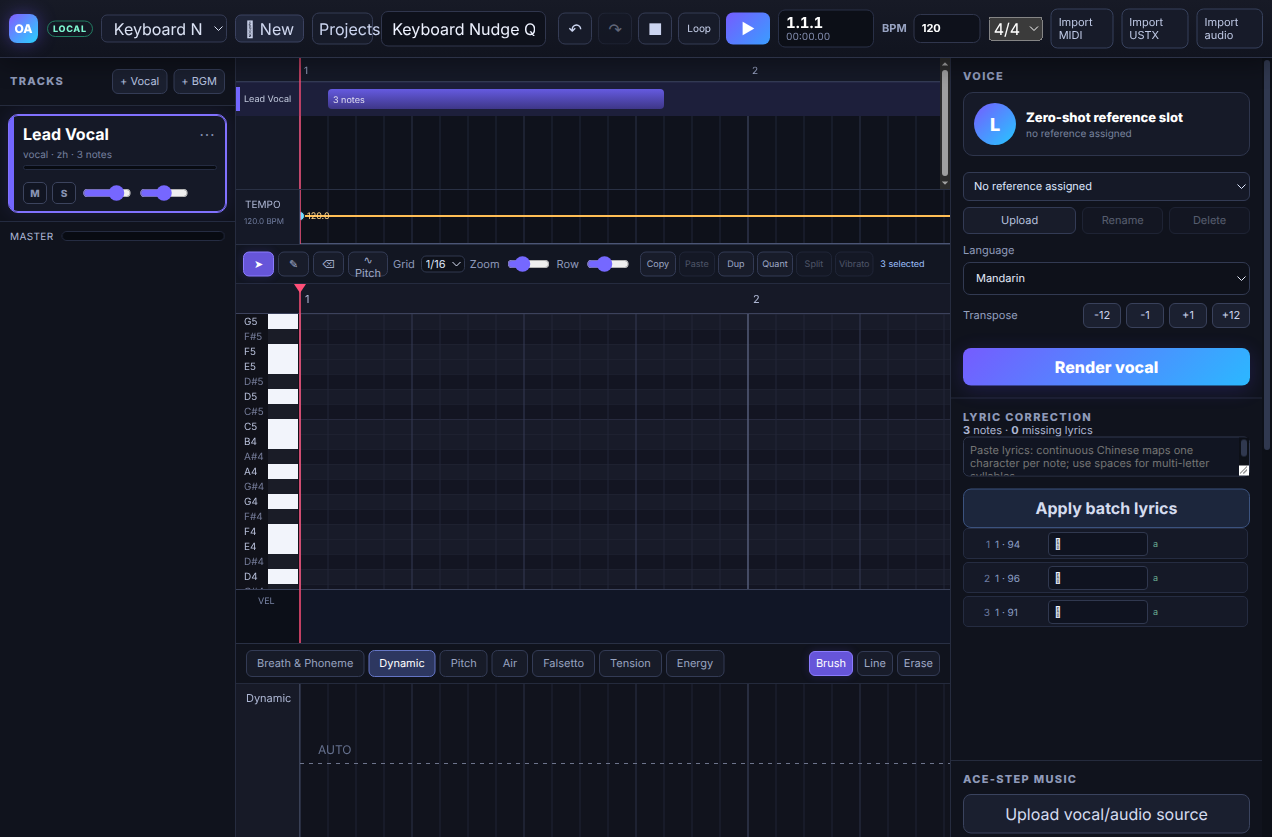 OA LOCAL Keyboard N New Projects Keyboard Nudge Q Loop 1.1.1 00:00.00 BPM 120 4/4 Import MIDI Import USTX Import audio
TRACKS + Vocal + BGM
Lead Vocal ...
vocal · zh · 3 notes
M S
MASTER
1 2
Lead Vocal 3 notes
TEMPO
120.0 BPM 120.0
Pitch Grid 1/16 Zoom Row Copy Paste Dup Quant Split Vibrato 3 selected
1 2
G5
F#5
F5
E5
D#5
D5
C#5
C5
B4
A#4
A4
G#4
G4
F#4
F4
E4
D#4
D4
VEL
Breath & Phoneme Dynamic Pitch Air Falsetto Tension Energy Brush Line Erase
Dynamic
AUTO
VOICE
L Zero-shot reference slot
no reference assigned
No reference assigned
Upload Rename Delete
Language
Mandarin
Transpose -12 -1 +1 +12
Render vocal
LYRIC CORRECTION
3 notes · 0 missing lyrics
Paste lyrics: continuous Chinese maps one
character per note; use spaces for multi-letter
Apply batch lyrics
1 1 · 94 a
2 1 · 96 a
3 1 · 91 a
ACE-STEP MUSIC
Upload vocal/audio source